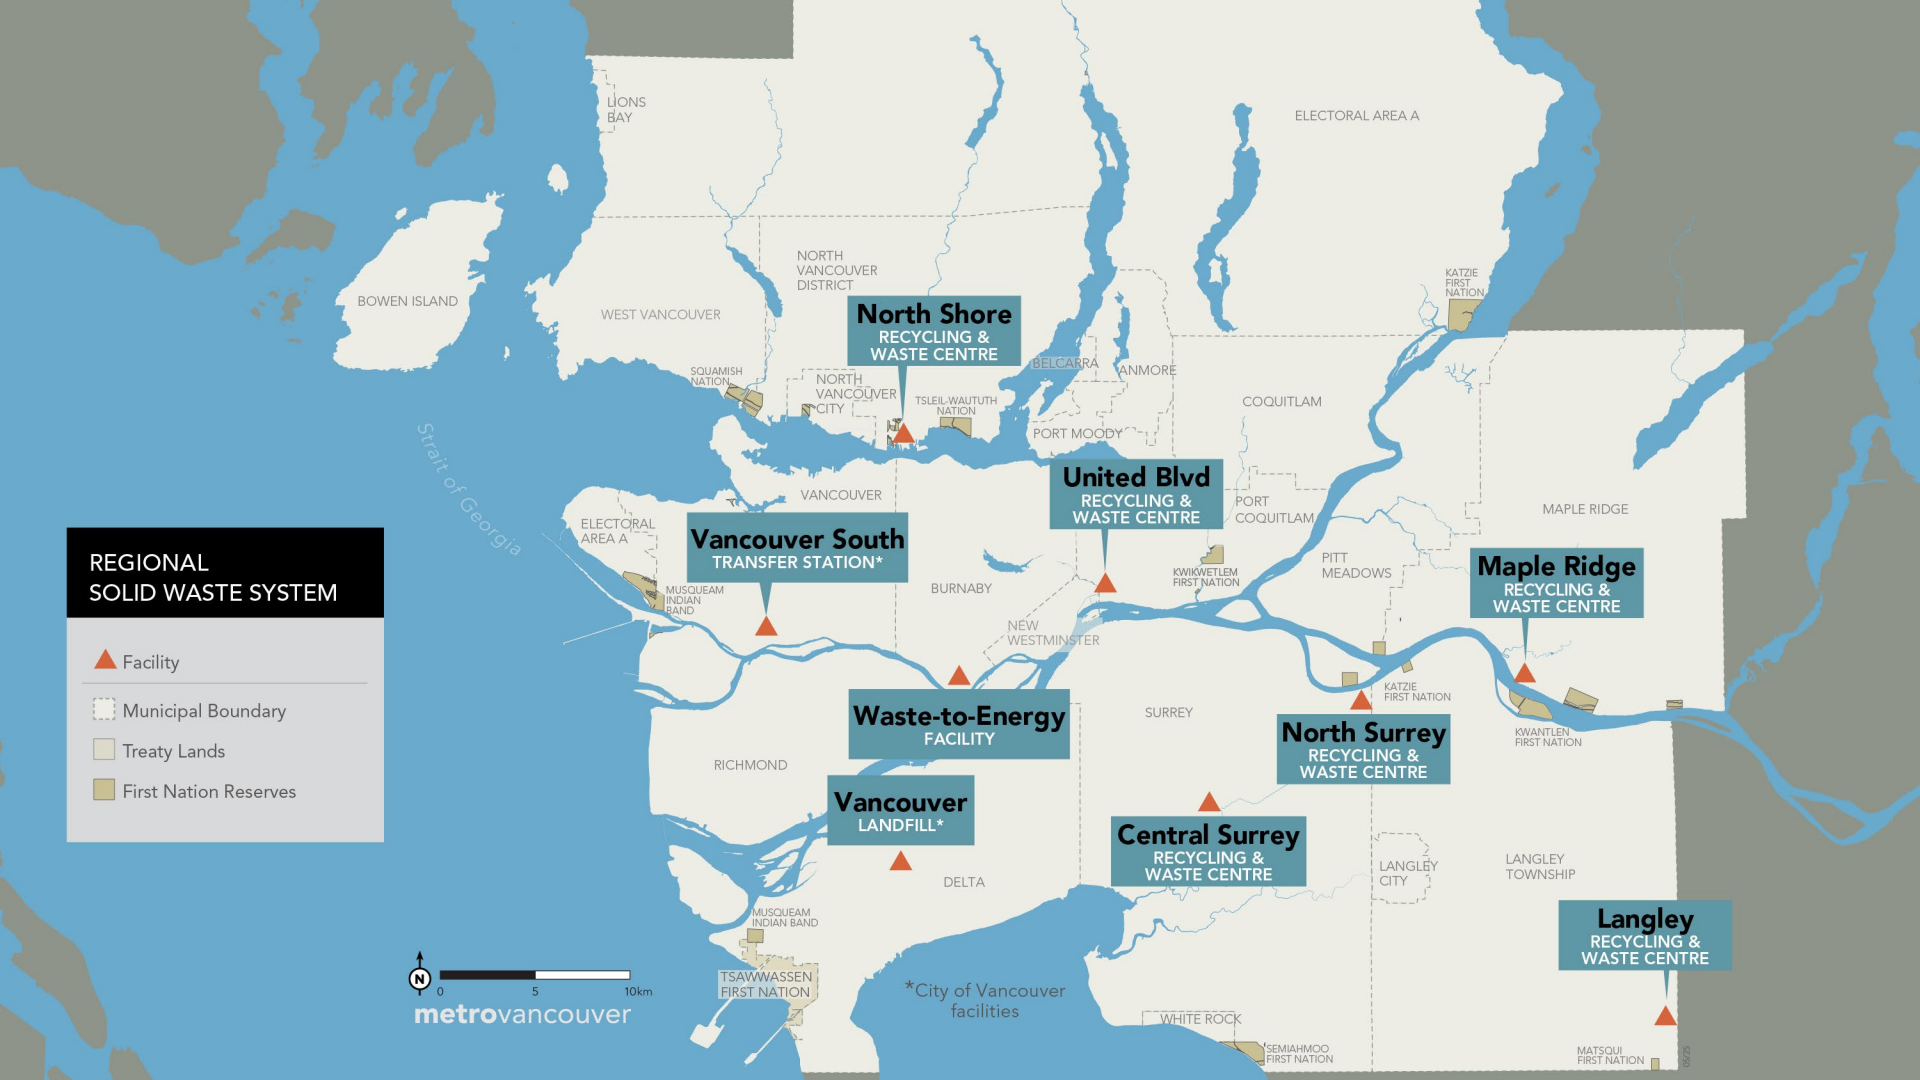 LIONS
BAY
ELECTORAL AREA A
NORTH
VANCOUVER
DISTRICT
KATZIE
FIRST
NATION
BOWEN ISLAND
WEST VANCOUVER
North Shore
RECYCLING &
WASTE CENTRE
BELCARRA
ANMORE
SQUAMISH
NATION
NORTH
VANCOUVER
CITY
TSLEIL-WAUTUTH
NATION
COQUITLAM
PORT MOODY
Strait of Georgia
United Blvd
RECYCLING &
WASTE CENTRE
VANCOUVER
PORT
COQUITLAM
MAPLE RIDGE
ELECTORAL
AREA A
Vancouver South
TRANSFER STATION*
PITT
MEADOWS
Maple Ridge
RECYCLING &
WASTE CENTRE
KWIKWETLEM
FIRST NATION
MUSQUEAM
INDIAN
BAND
BURNABY
NEW
WESTMINSTER
REGIONAL
SOLID WASTE SYSTEM
Facility
Municipal Boundary
Treaty Lands
First Nation Reserves
KATZIE
FIRST NATION
Waste-to-Energy
FACILITY
SURREY
North Surrey
RECYCLING &
WASTE CENTRE
KWANTLEN
FIRST NATION
RICHMOND
Vancouver
LANDFILL*
Central Surrey
RECYCLING &
WASTE CENTRE
LANGLEY
CITY
LANGLEY
TOWNSHIP
DELTA
MUSQUEAM
INDIAN BAND
Langley
RECYCLING &
WASTE CENTRE
TSAWWASSEN
FIRST NATION
N
0 5 10km
metrovancouver
*City of Vancouver
facilities
WHITE ROCK
SEMIAHMOO
FIRST NATION
MATSQUI
FIRST NATION
05/25